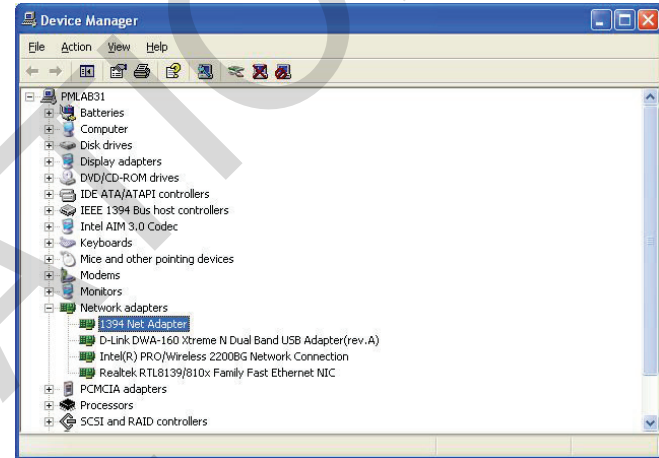 Device Manager
File Action View Help
PMLAB31
Batteries
Computer
Disk drives
Display adapters
DVD/CD-ROM drives
IDE ATA/ATAPI controllers
IEEE 1394 Bus host controllers
Intel AIM 3.0 Codec
Keyboards
Mice and other pointing devices
Modems
Monitors
Network adapters
1394 Net Adapter
D-Link DWA-160 Xtreme N Dual Band USB Adapter(rev.A)
Intel(R) PRO/Wireless 2200BG Network Connection
Realtek RTL8139/810x Family Fast Ethernet NIC
PCMCIA adapters
Processors
SCSI and RAID controllers